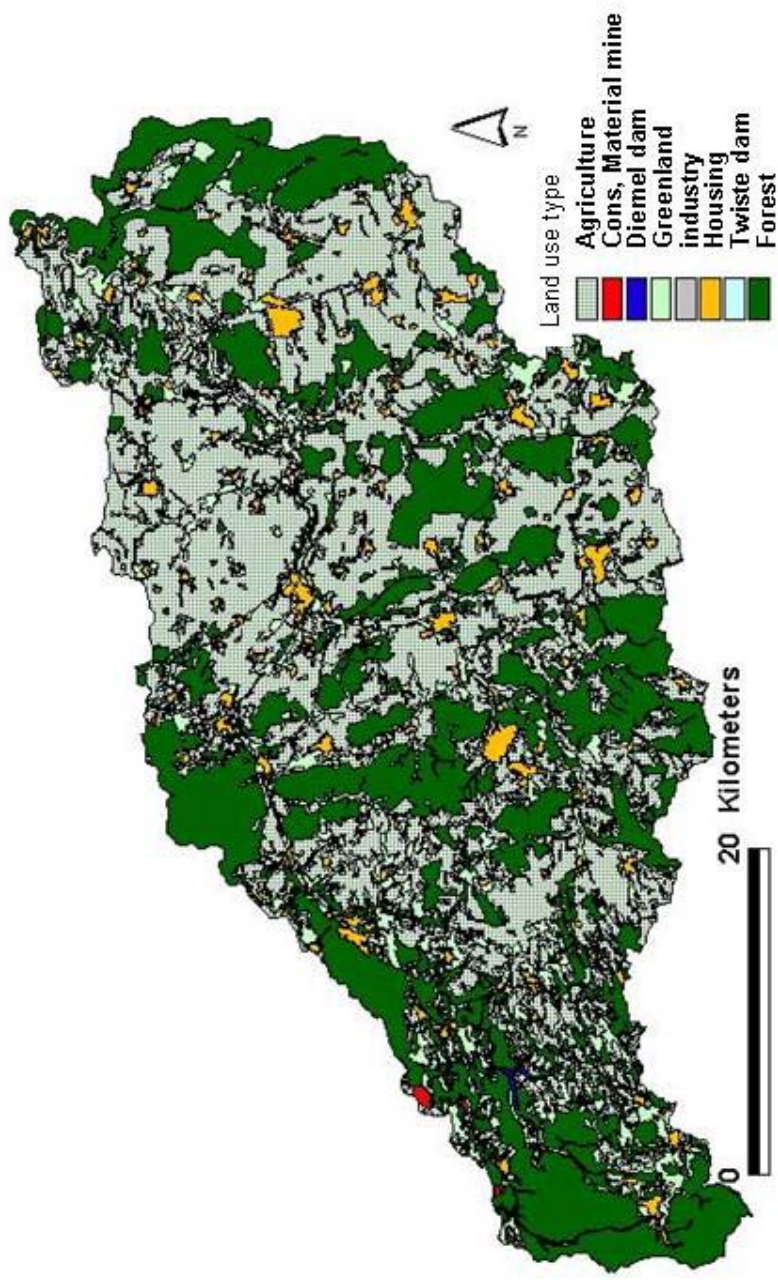 N
Land use type
Agriculture
Cons, Material mine
Diemel dam
Greenland
industry
Housing
Twiste dam
Forest
0
20 Kilometers